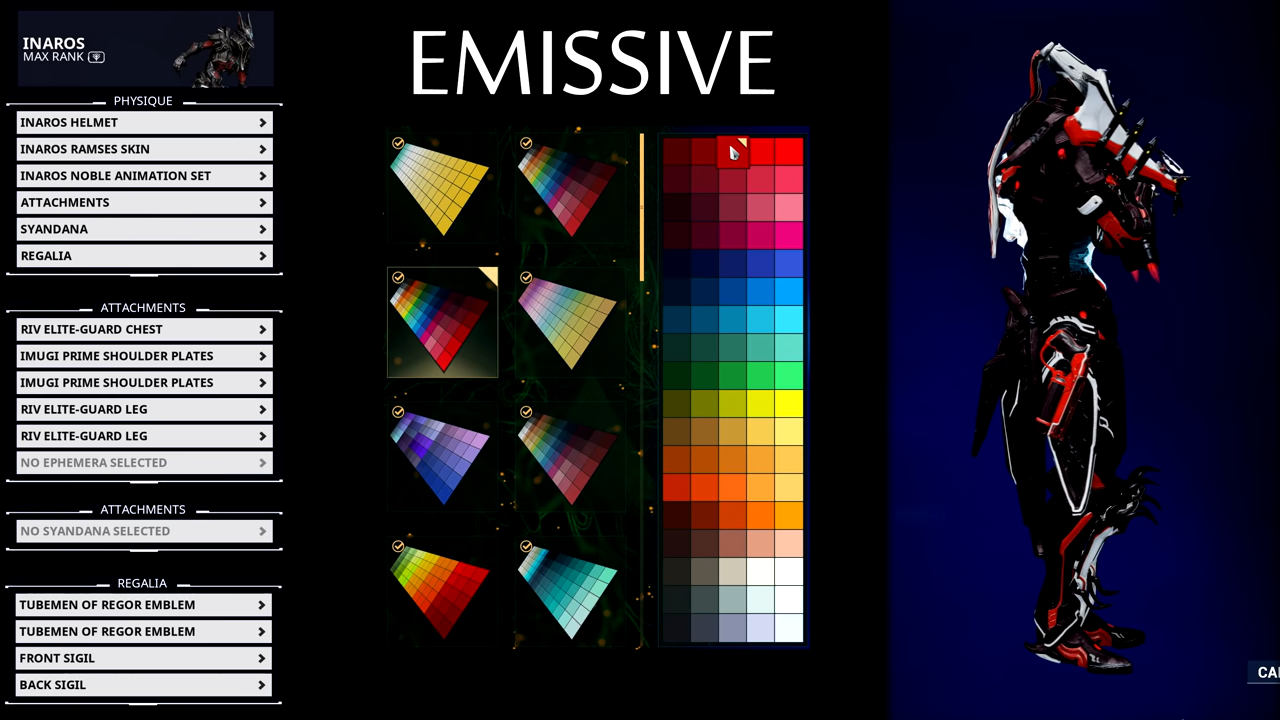 INAROS
MAX RANK
PHYSIQUE
INAROS HELMET
INAROS RAMSES SKIN
INAROS NOBLE ANIMATION SET
ATTACHMENTS
SYANDANA
REGALIA
ATTACHMENTS
RIV ELITE-GUARD CHEST
IMUGI PRIME SHOULDER PLATES
IMUGI PRIME SHOULDER PLATES
RIV ELITE-GUARD LEG
RIV ELITE-GUARD LEG
NO EPHEMERA SELECTED
ATTACHMENTS
NO SYANDANA SELECTED
REGALIA
TUBEMEN OF REGOR EMBLEM
TUBEMEN OF REGOR EMBLEM
FRONT SIGIL
BACK SIGIL
EMISSIVE